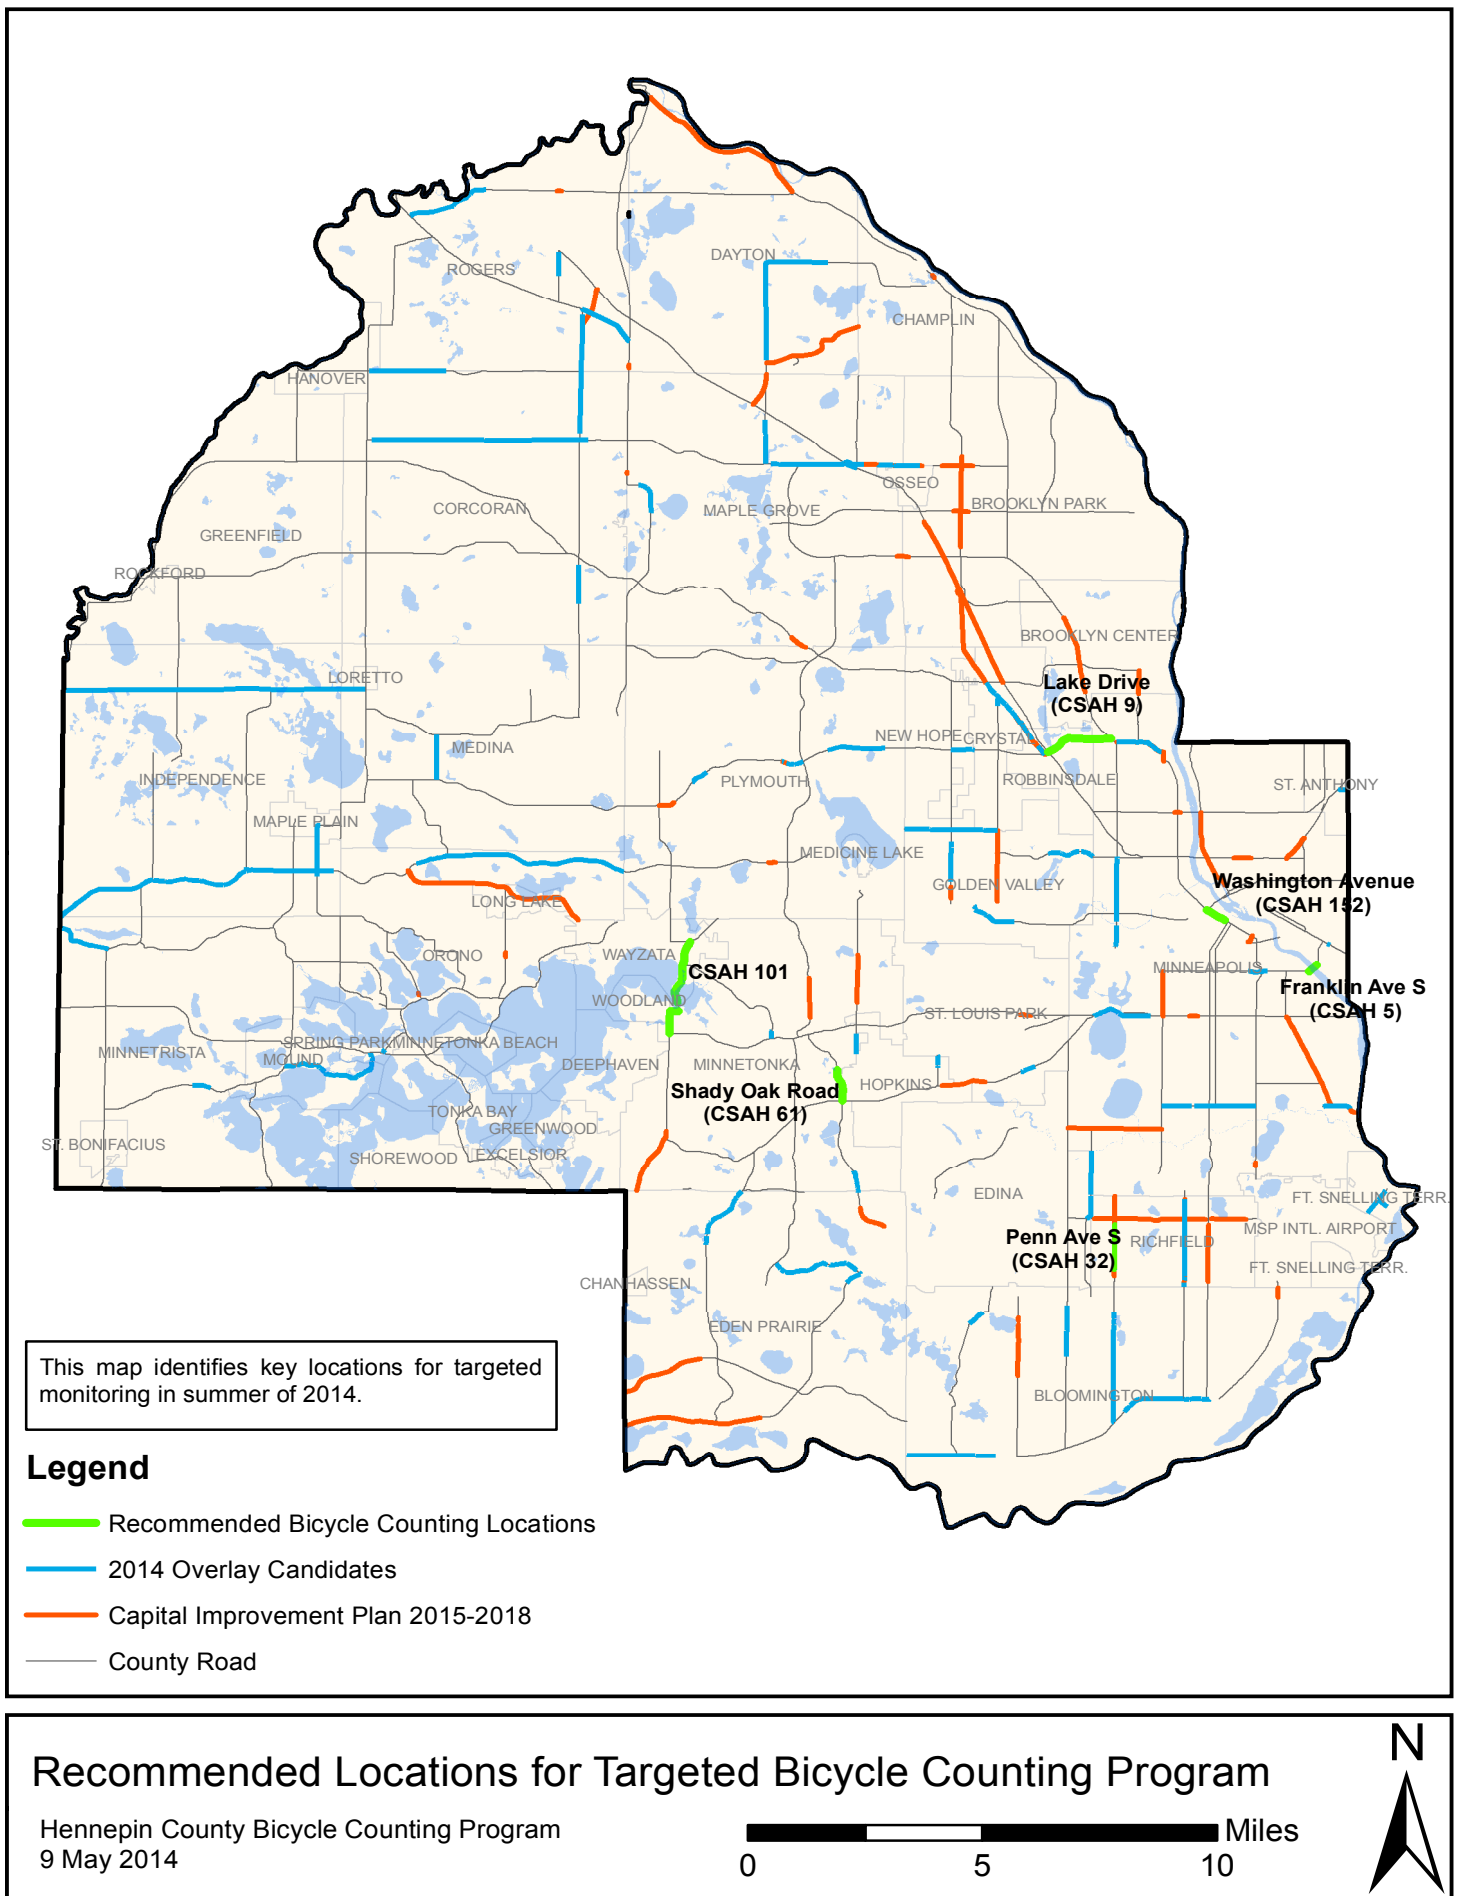 DAYTON
ROGERS
CHAMPLIN
HANOVER
OSSEO
CORCORAN
MAPLE GROVE
BROOKLYN PARK
GREENFIELD
ROCKFORD
BROOKLYN CENTER
LORETTO
Lake Drive
(CSAH 9)
NEW HOPE
CRYSTAL
MEDINA
INDEPENDENCE
PLYMOUTH
ROBBINSDALE
ST. ANTHONY
MAPLE PLAIN
MEDICINE LAKE
GOLDEN VALLEY
Washington Avenue
(CSAH 152)
LONG LAKE
ORONO
WAYZATA
CSAH 101
MINNEAPOLIS
WOODLAND
Franklin Ave S
(CSAH 5)
ST. LOUIS PARK
SPRING PARK
MINNETONKA BEACH
MINNETRISTA
MOUND
DEEPHAVEN
MINNETONKA
HOPKINS
Shady Oak Road
(CSAH 61)
TONKA BAY
GREENWOOD
ST. BONIFACIUS
SHOREWOOD
EXCELSIOR
EDINA
FT. SNELLING TERR.
MSP INTL. AIRPORT
Penn Ave S
(CSAH 32)
RICHFIELD
FT. SNELLING TERR.
CHANHASSEN
EDEN PRAIRIE
BLOOMINGTON
This map identifies key locations for targeted
monitoring in summer of 2014.
Legend
Recommended Bicycle Counting Locations
2014 Overlay Candidates
Capital Improvement Plan 2015-2018
County Road
Recommended Locations for Targeted Bicycle Counting Program
Hennepin County Bicycle Counting Program
9 May 2014
Miles
0 5 10
N